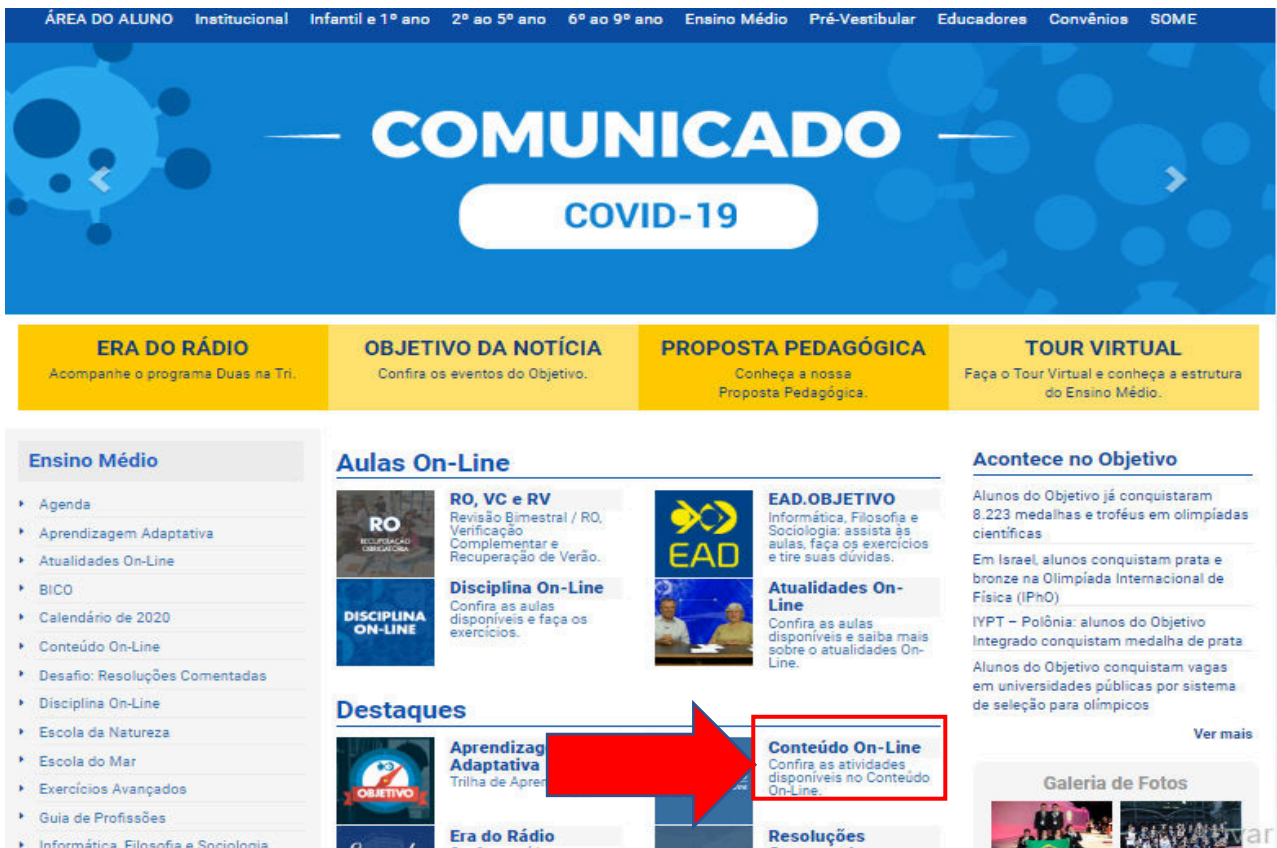 ÁREA DO ALUNO Institucional Infantil e 1º ano 2º ao 5º ano 6º ao 9º ano Ensino Médio Pré-Vestibular Educadores Convênios SOME
COMUNICADO
COVID-19
ERA DO RÁDIO
Acompanhe o programa Duas na Tri.
OBJETIVO DA NOTÍCIA
Confira os eventos do Objetivo.
PROPOSTA PEDAGÓGICA
Conheça a nossa
Proposta Pedagógica.
TOUR VIRTUAL
Faça o Tour Virtual e conheça a estrutura
do Ensino Médio.
Ensino Médio
Agenda
Aprendizagem Adaptativa
Atualidades On-Line
BICO
Calendário de 2020
Conteúdo On-Line
Desafio: Resoluções Comentadas
Disciplina On-Line
Escola da Natureza
Escola do Mar
Exercícios Avançados
Guia de Profissões
Informática, Filosofia e Sociologia
Aulas On-Line
RO
RECUPERAÇÃO
OBRIGATÓRIA
RO, VC e RV
Revisão Bimestral / RO,
Verificação
Complementar e
Recuperação de Verão.
EAD
EAD.OBJETIVO
Informática, Filosofia e
Sociologia: assista às
aulas, faça os exercícios
e tire suas dúvidas.
DISCIPLINA
ON-LINE
Disciplina On-Line
Confira as aulas
disponíveis e faça os
exercícios.
Atualidades On-
Line
Confira as aulas
disponíveis e saiba mais
sobre o atualidades On-
Line.
Destaques
OBJETIVO
Aprendizag
Adaptativa
Trilha de Apren
Conteúdo On-Line
Confira as atividades
disponíveis no Conteúdo
On-Line.
Era do Rádio
Resoluções
Acontece no Objetivo
Alunos do Objetivo já conquistaram
8.223 medalhas e troféus em olimpíadas
científicas
Em Israel, alunos conquistam prata e
bronze na Olimpíada Internacional de
Física (IPhO)
IYPT – Polônia: alunos do Objetivo
Integrado conquistam medalha de prata
Alunos do Objetivo conquistam vagas
em universidades públicas por sistema
de seleção para olímpicos
Ver mais
Galeria de Fotos
var